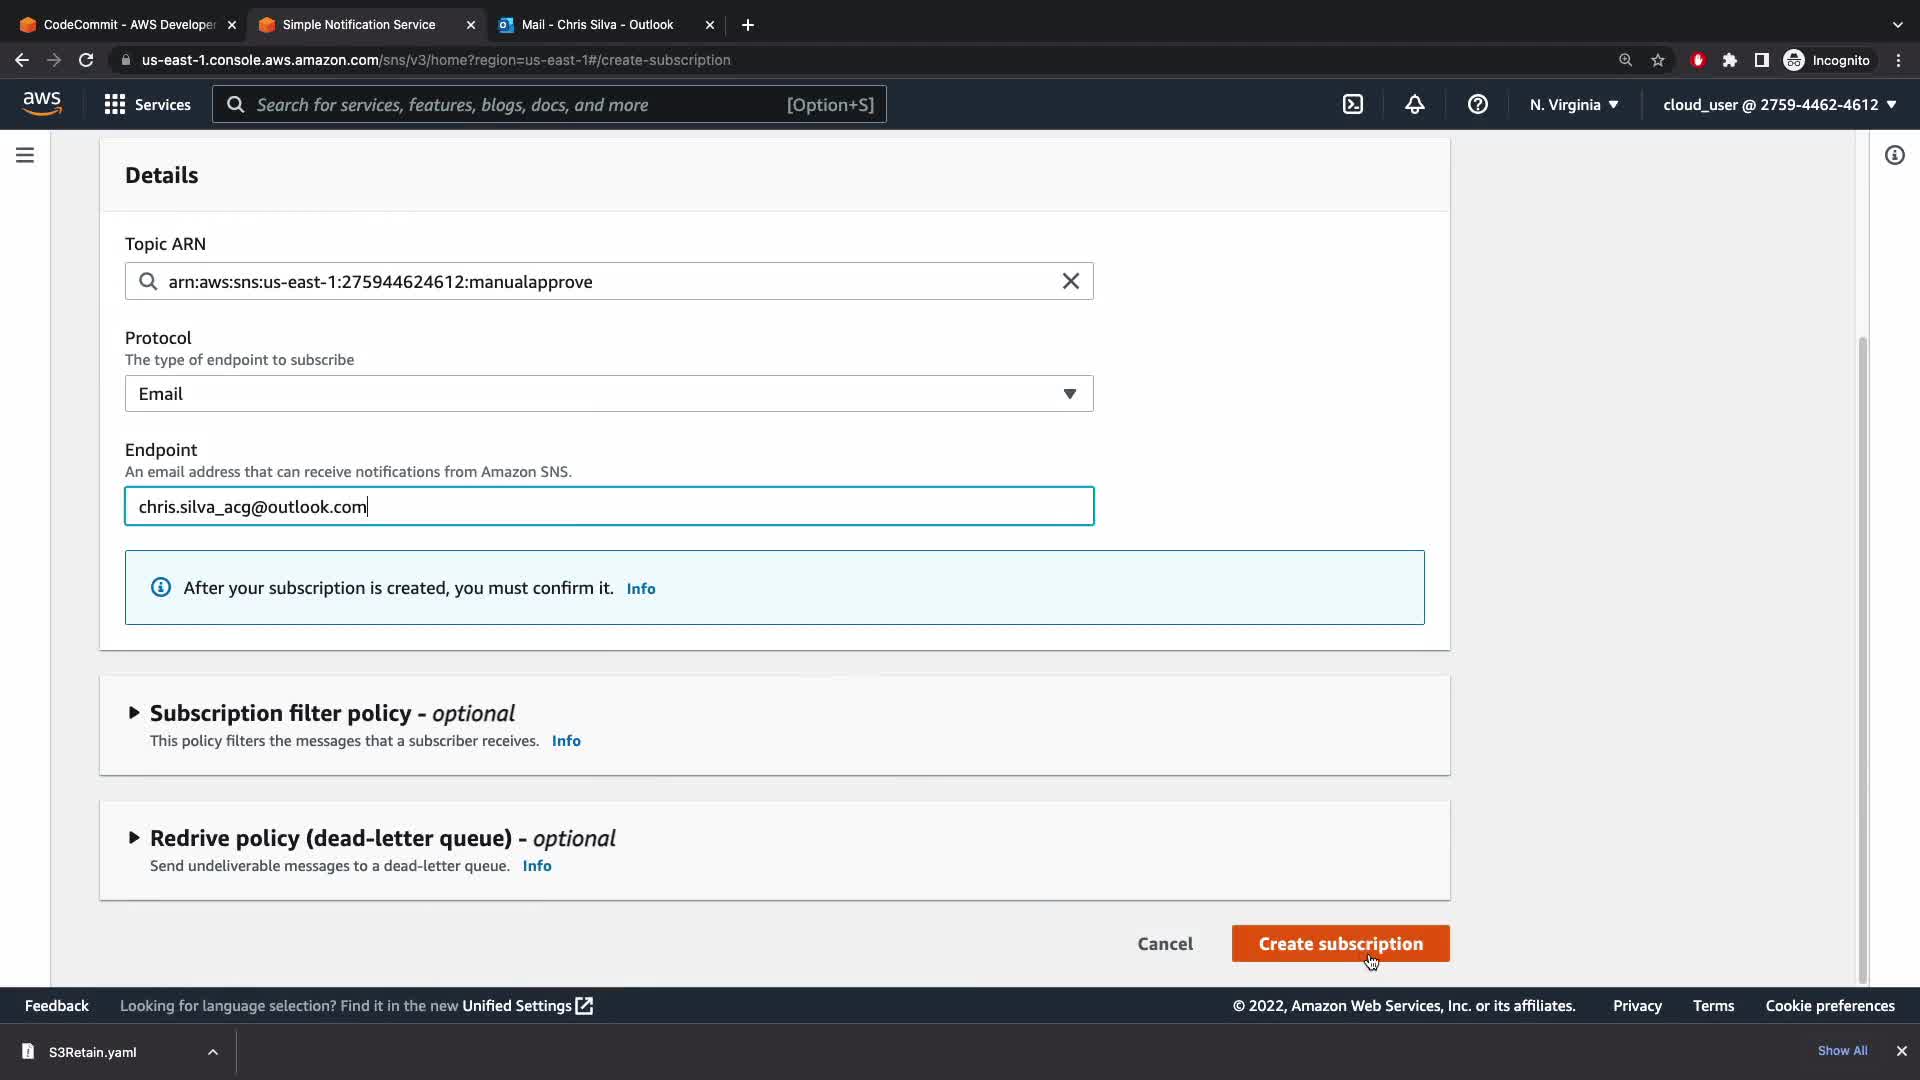 CodeCommit - AWS Developer
Simple Notification Service
Mail - Chris Silva - Outlook
us-east-1.console.aws.amazon.com/sns/v3/home?region=us-east-1#/create-subscription
Incognito
aws
Services
Search for services, features, blogs, docs, and more
[Option+S]
N. Virginia
cloud_user @ 2759-4462-4612
Details
Topic ARN
arn:aws:sns:us-east-1:275944624612:manualapprove
Protocol
The type of endpoint to subscribe
Email
Endpoint
An email address that can receive notifications from Amazon SNS.
chris.silva_acg@outlook.com
After your subscription is created, you must confirm it. Info
Subscription filter policy - optional
This policy filters the messages that a subscriber receives. Info
Redrive policy (dead-letter queue) - optional
Send undeliverable messages to a dead-letter queue. Info
Cancel
Create subscription
Feedback
Looking for language selection? Find it in the new Unified Settings
© 2022, Amazon Web Services, Inc. or its affiliates.
Privacy
Terms
Cookie preferences
S3Retain.yaml
Show All